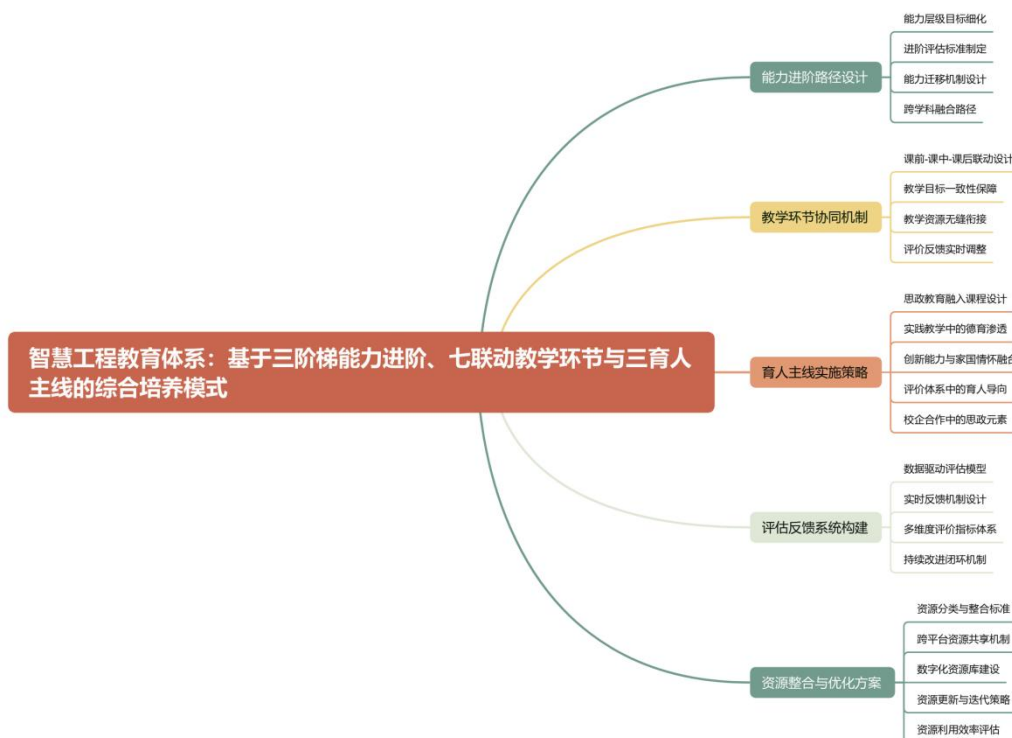 智慧工程教育体系：基于三阶梯能力进阶、七联动教学环节与三育人
主线的综合培养模式
能力进阶路径设计
能力层级目标细化
进阶评估标准制定
能力迁移机制设计
跨学科融合路径
教学环节协同机制
课前-课中-课后联动设计
教学目标一致性保障
教学资源无缝衔接
评价反馈实时调整
育人主线实施策略
思政教育融入课程设计
实践教学中的德育渗透
创新能力与家国情怀融合
评价体系中的育人导向
校企合作中的思政元素
评估反馈系统构建
数据驱动评估模型
实时反馈机制设计
多维度评价指标体系
持续改进闭环机制
资源整合与优化方案
资源分类与整合标准
跨平台资源共享机制
数字化资源库建设
资源更新与迭代策略
资源利用效率评估